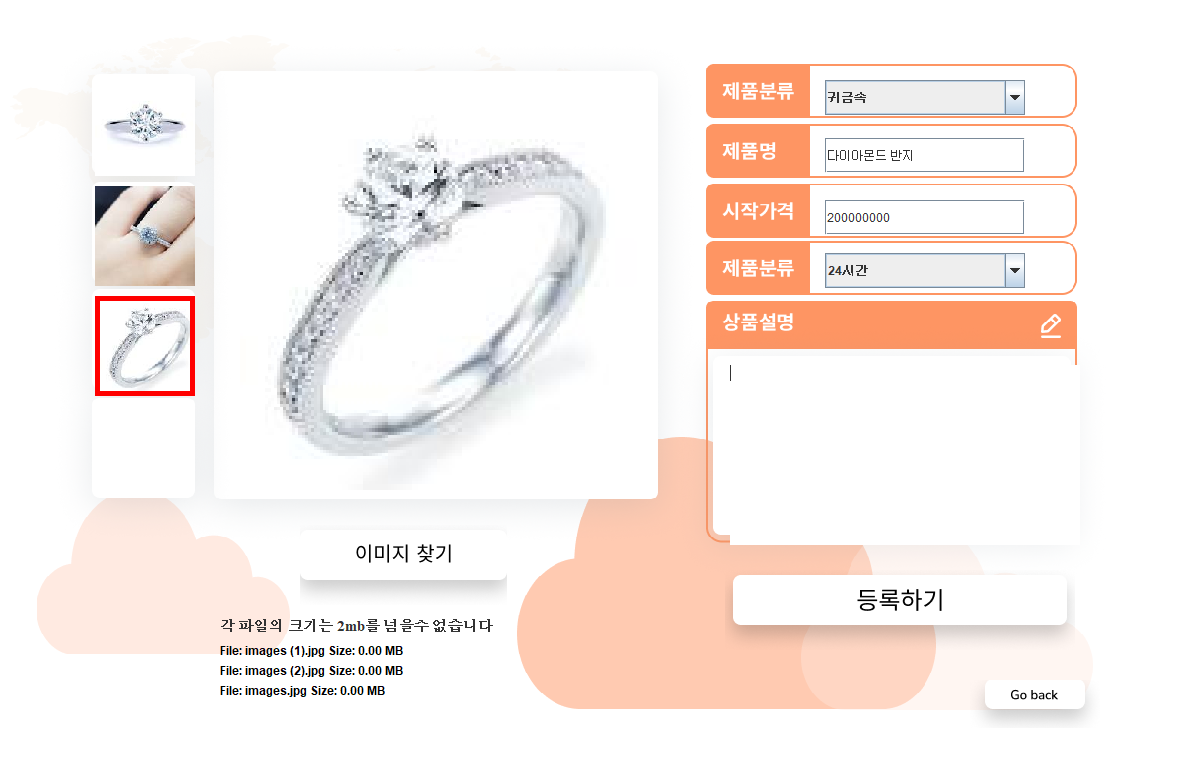 제품분류
귀금속
제품명
다이아몬드 반지
시작가격
200000000
제품분류
24시간
상품설명
이미지 찾기
등록하기
각 파일의 크기는 2mb를 넘을수 없습니다
File: images (1).jpg Size: 0.00 MB
File: images (2).jpg Size: 0.00 MB
File: images.jpg Size: 0.00 MB
Go back